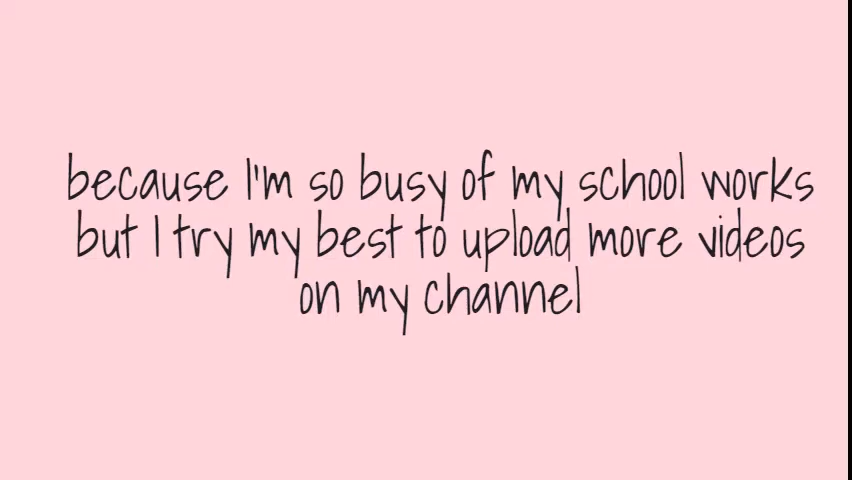 because I'm so busy of my school works
but I try my best to upload more videos
on my channel